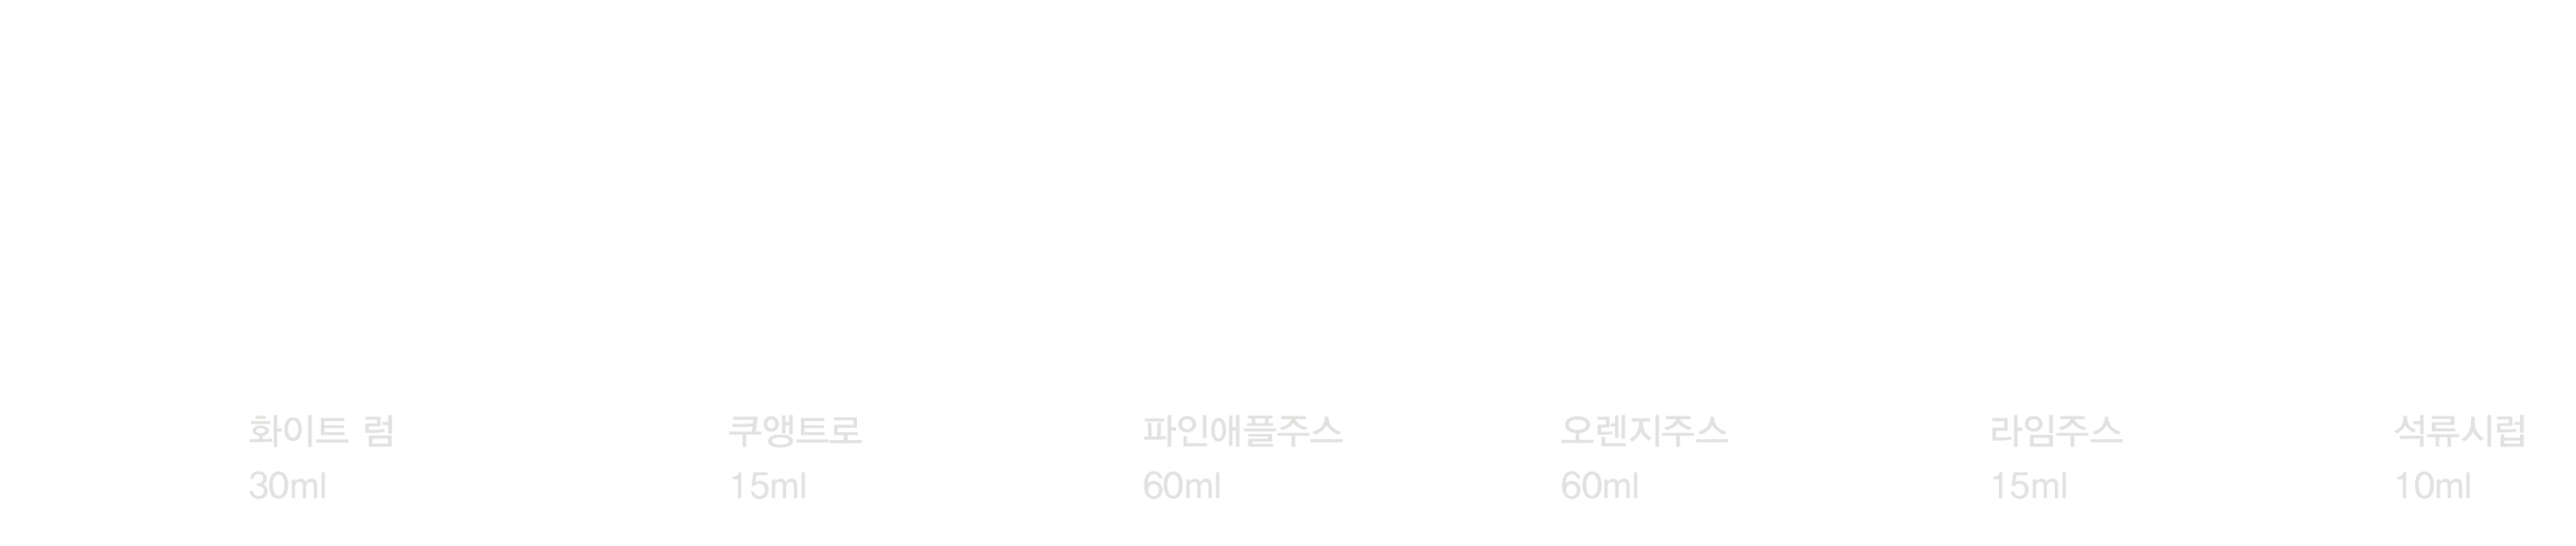 화이트 럼
30ml
쿠앵트로
15ml
파인애플주스
60ml
오렌지주스
60ml
라임주스
15ml
석류시럽
10ml